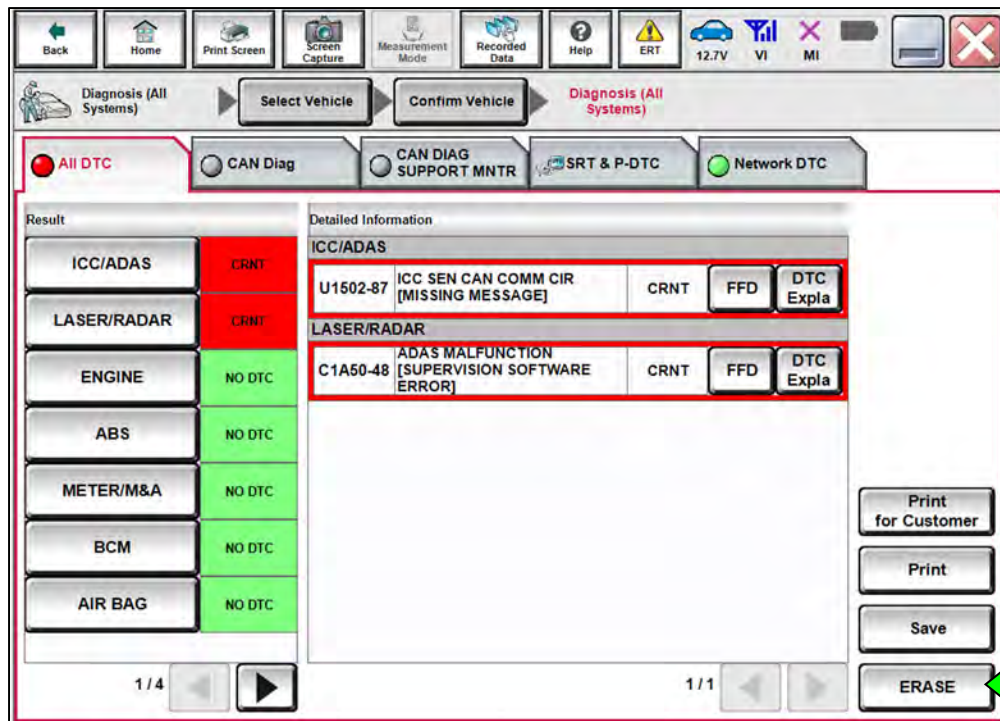 Back
Home
Print Screen
Screen
Capture
Measurement
Mode
Recorded
Data
Help
ERT
12.7V
VI
MI
Diagnosis (All
Systems)
Select Vehicle
Confirm Vehicle
Diagnosis (All
Systems)
All DTC
CAN Diag
CAN DIAG
SUPPORT MNTR
SRT & P-DTC
Network DTC
Result
ICC/ADAS CRNT
LASER/RADAR CRNT
ENGINE NO DTC
ABS NO DTC
METER/M&A NO DTC
BCM NO DTC
AIR BAG NO DTC
1/4
Detailed Information
ICC/ADAS
U1502-87
ICC SEN CAN COMM CIR
[MISSING MESSAGE]
CRNT
FFD
DTC
Expla
LASER/RADAR
C1A50-48
ADAS MALFUNCTION
[SUPERVISION SOFTWARE
ERROR]
CRNT
FFD
DTC
Expla
1/1
Print
for Customer
Print
Save
ERASE